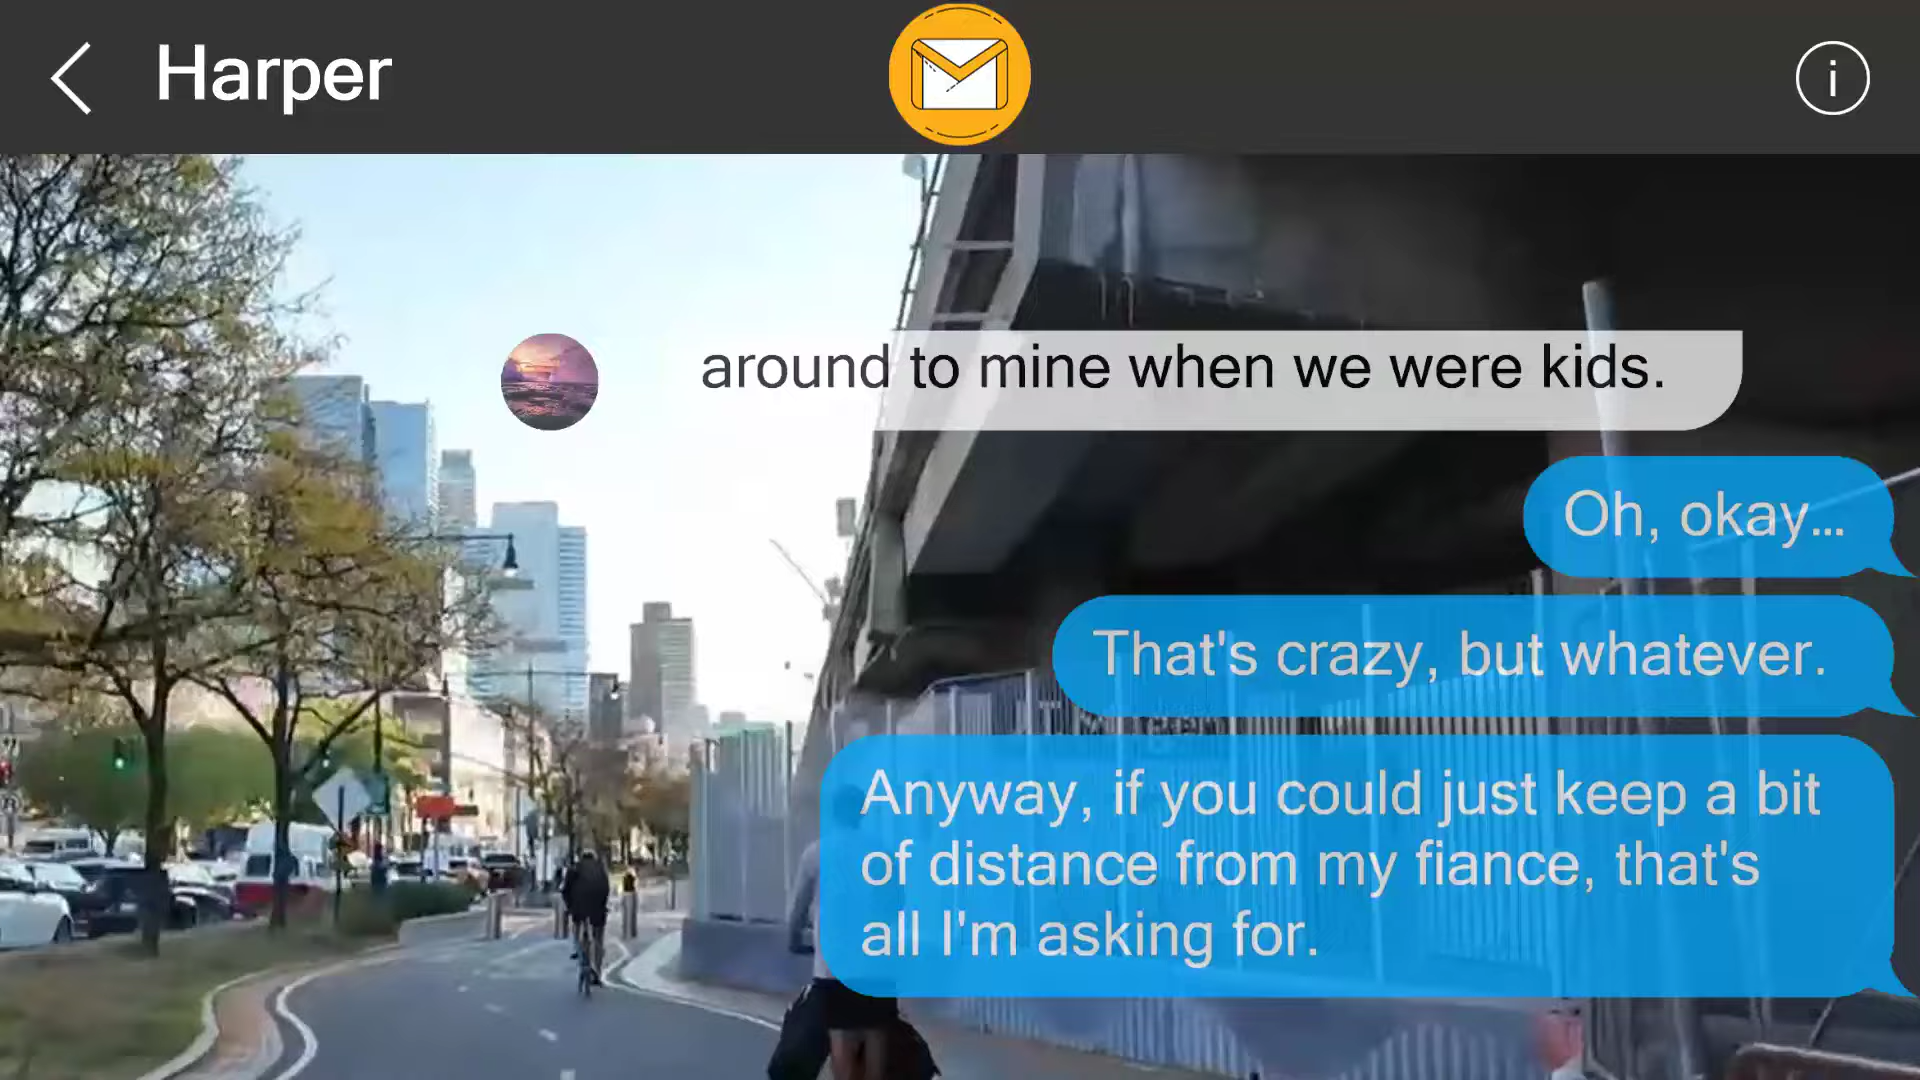 Harper
i
around to mine when we were kids.
Oh, okay...
That's crazy, but whatever.
Anyway, if you could just keep a bit
of distance from my fiance, that's
all I'm asking for.